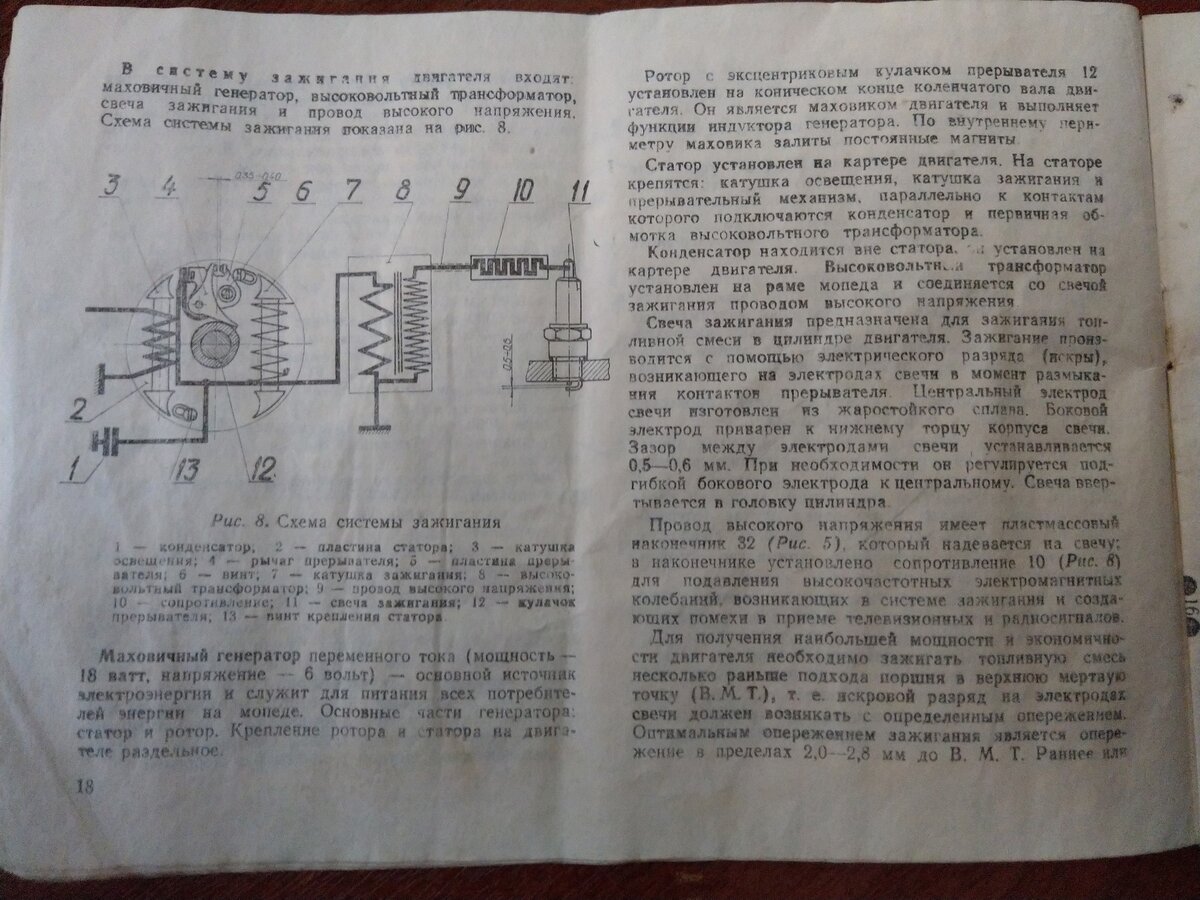 В систему зажигания двигателя входят:
маховичный генератор, высоковольтный трансформатор,
свеча зажигания и провод высокого напряжения.
Схема системы зажигания показана на рис. 8.
0,35-0,40
3 4 5 6 7 8 9 10 11
0,5-0,6
2
1 13 12
Рис. 8. Схема системы зажигания
1 — конденсатор, 2 — пластина статора; 3 — катушка
освещения; 4 — рычаг прерывателя; 5 — пластина преры-
вателя; 6 — винт; 7 — катушка зажигания; 8 — высоко-
вольтный трансформатор; 9 — провод высокого напряжения;
10 — сопротивление; 11 — свеча зажигания; 12 — кулачок
прерывателя; 13 — винт крепления статора.
Маховичный генератор переменного тока (мощность —
18 ватт, напряжение — 6 вольт) — основной источник
электроэнергии и служит для питания всех потребите-
лей энергии на мопеде. Основные части генератора:
статор и ротор. Крепление ротора и статора на двига-
теле раздельное.
18
Ротор с эксцентриковым кулачком прерывателя 12
установлен на коническом конце коленчатого вала дви-
гателя. Он является маховиком двигателя и выполняет
функции индуктора генератора. По внутреннему пери-
метру маховика залиты постоянные магниты.
Статор установлен на картере двигателя. На статоре
крепятся: катушка освещения, катушка зажигания и
прерывательный механизм, параллельно к контактам
которого подключаются конденсатор и первичная об-
мотка высоковольтного трансформатора.
Конденсатор находится вне статора, установлен на
картере двигателя. Высоковольтный трансформатор
установлен на раме мопеда и соединяется со свечой
зажигания проводом высокого напряжения.
Свеча зажигания предназначена для зажигания топ-
ливной смеси в цилиндре двигателя. Зажигание произ-
водится с помощью электрического разряда (искры),
возникающего на электродах свечи в момент размыка-
ния контактов прерывателя. Центральный электрод
свечи изготовлен из жаростойкого сплава. Боковой
электрод приварен к нижнему торцу корпуса свечи.
Зазор между электродами свечи устанавливается
0,5—0,6 мм. При необходимости он регулируется под-
гибкой бокового электрода к центральному. Свеча ввер-
тывается в головку цилиндра.
Провод высокого напряжения имеет пластмассовый
наконечник 32 (Рис. 5), который надевается на свечу;
в наконечнике установлено сопротивление 10 (Рис. 8)
для подавления высокочастотных электромагнитных
колебаний, возникающих в системе зажигания и созда-
ющих помехи в приеме телевизионных и радиосигналов.
Для получения наибольшей мощности и экономично-
сти двигателя необходимо зажигать топливную смесь
несколько раньше подхода поршня в верхнюю мертвую
точку (В. М. Т.), т. е. искровой разряд на электродах
свечи должен возникать с определенным опережением.
Оптимальным опережением зажигания является опере-
жение в пределах 2,0—2,8 мм до В. М. Т. Раннее или